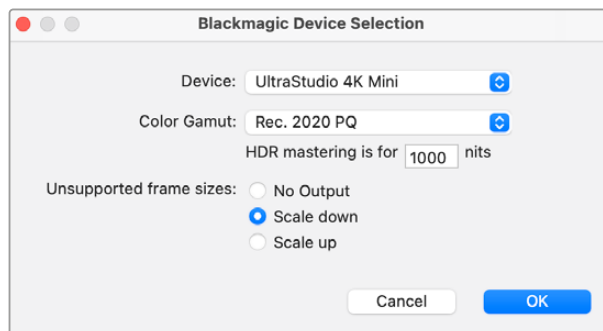 Blackmagic Device Selection
Device: UltraStudio 4K Mini
Color Gamut: Rec. 2020 PQ
HDR mastering is for 1000 nits
Unsupported frame sizes: No Output
Scale down
Scale up
Cancel OK